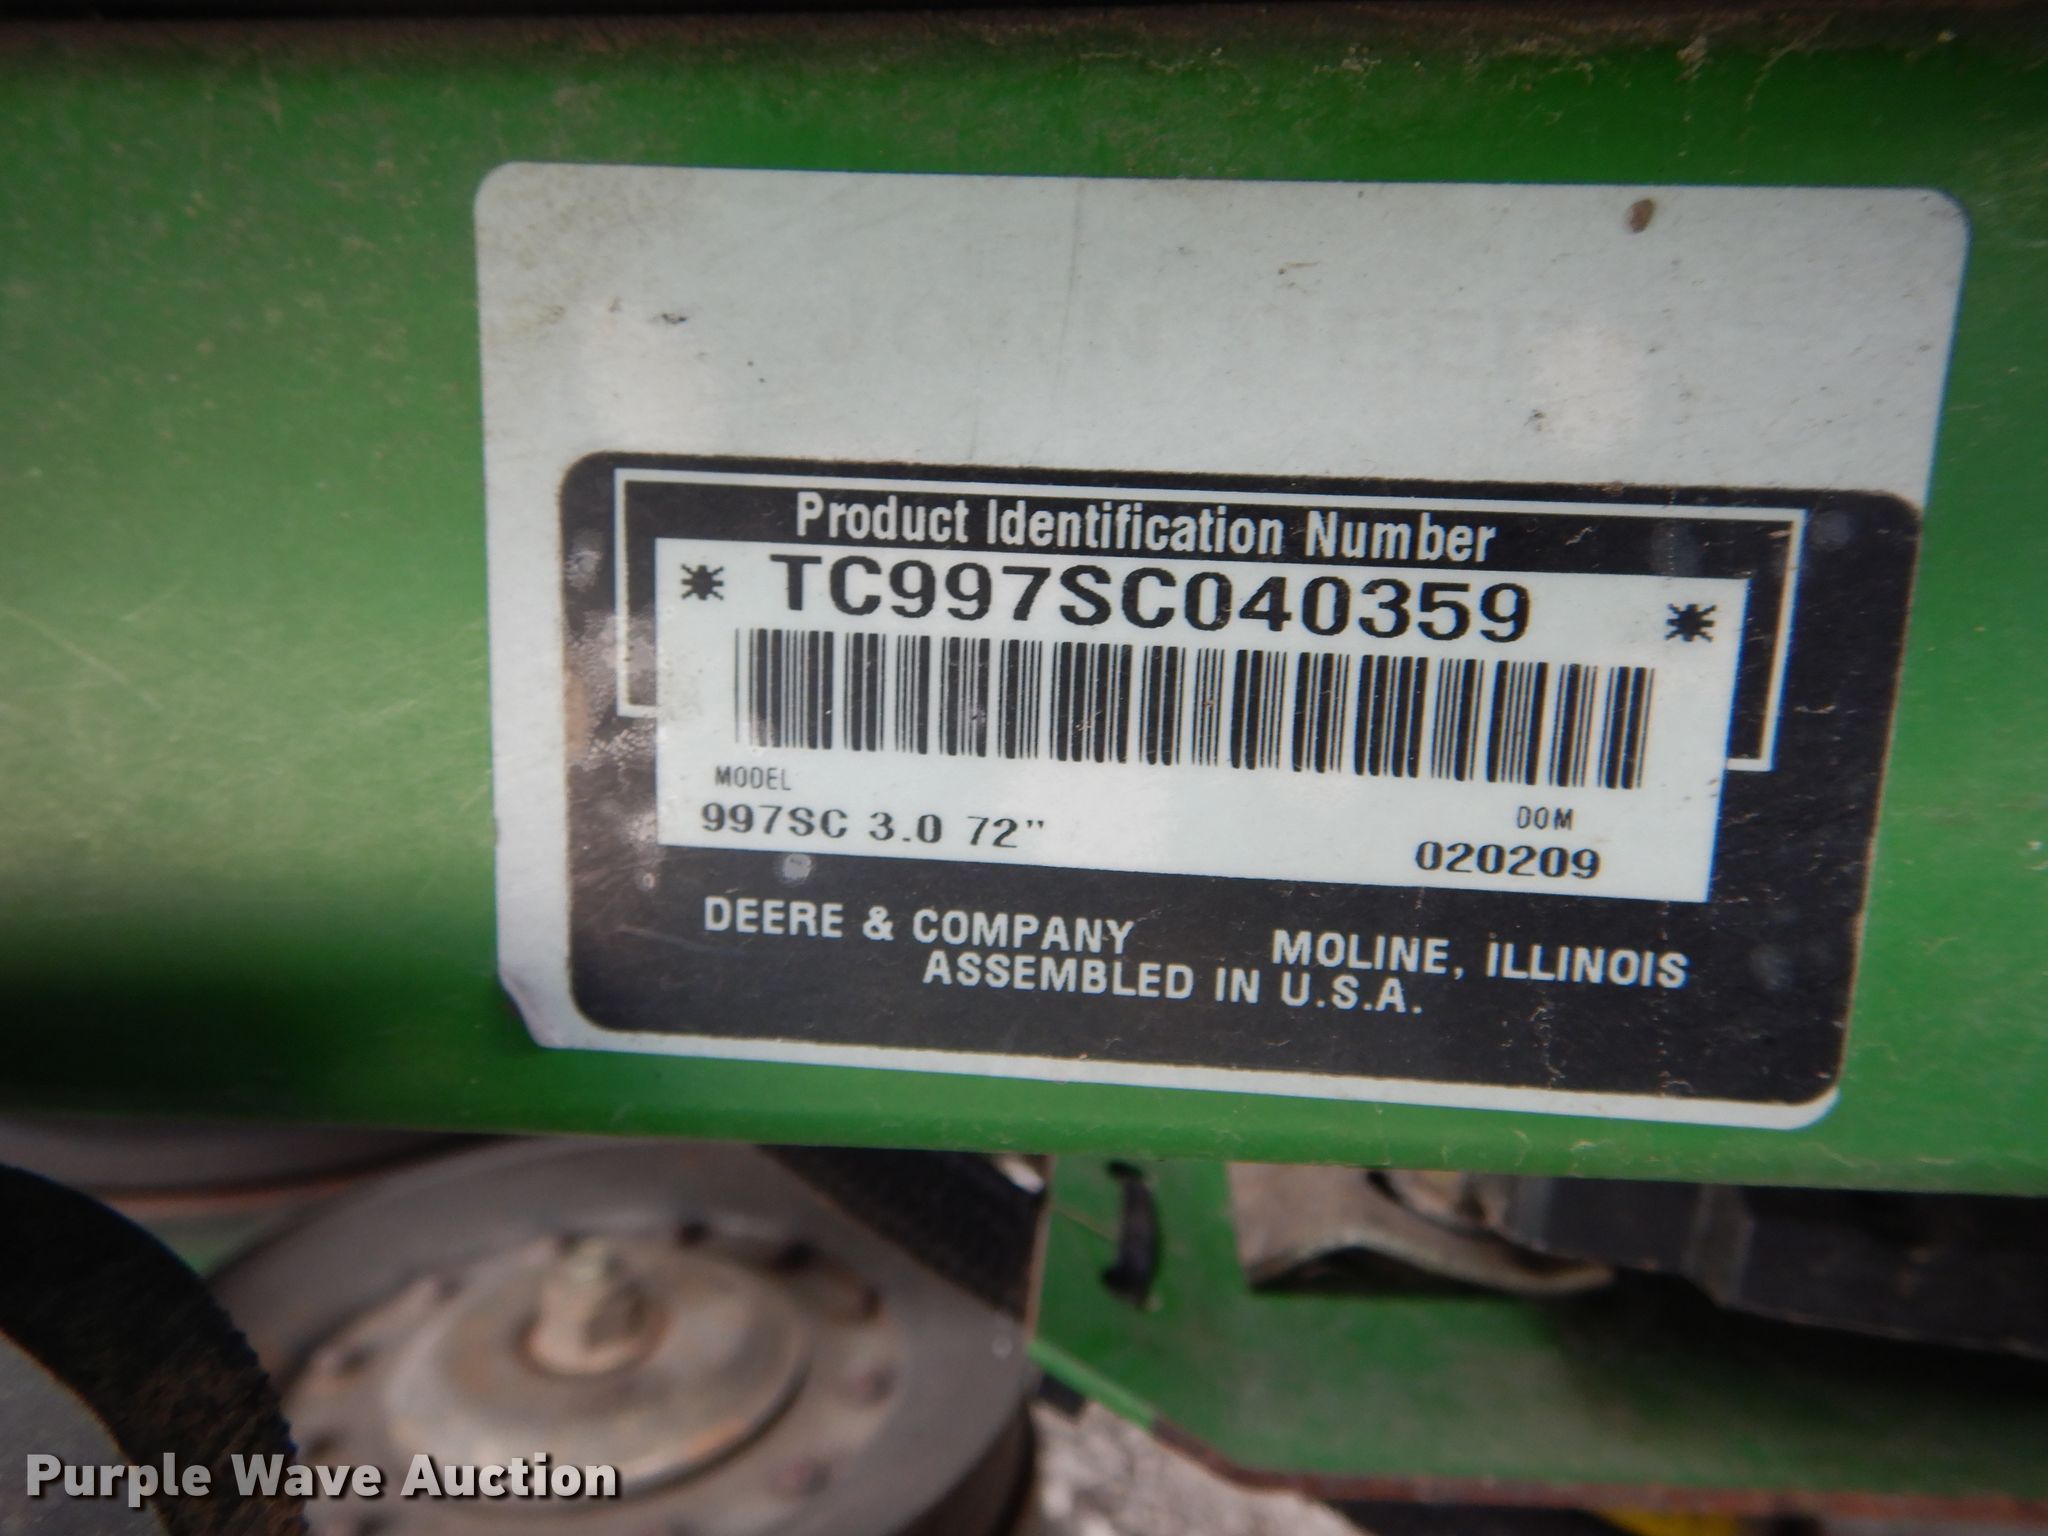 Product Identification Number
* TC997SC040359 *
MODEL
997SC 3.0 72"
DOM
020209
DEERE & COMPANY MOLINE, ILLINOIS
ASSEMBLED IN U.S.A.
Purple Wave Auction